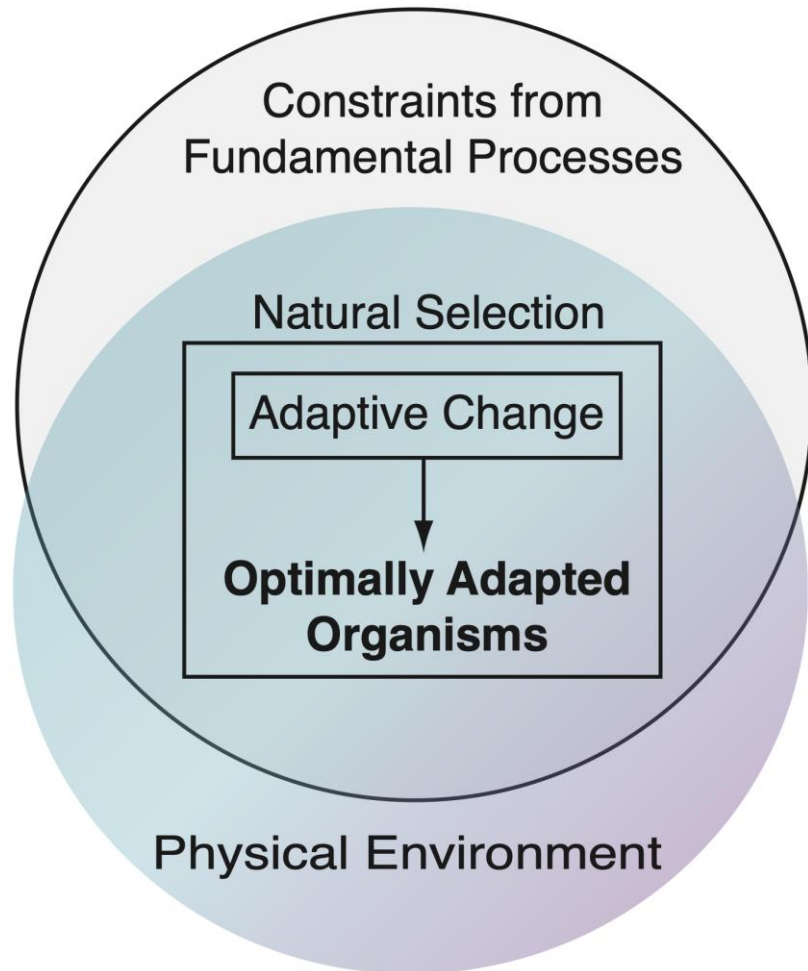 Constraints from
Fundamental Processes
Natural Selection
Adaptive Change
Optimally Adapted
Organisms
Physical Environment